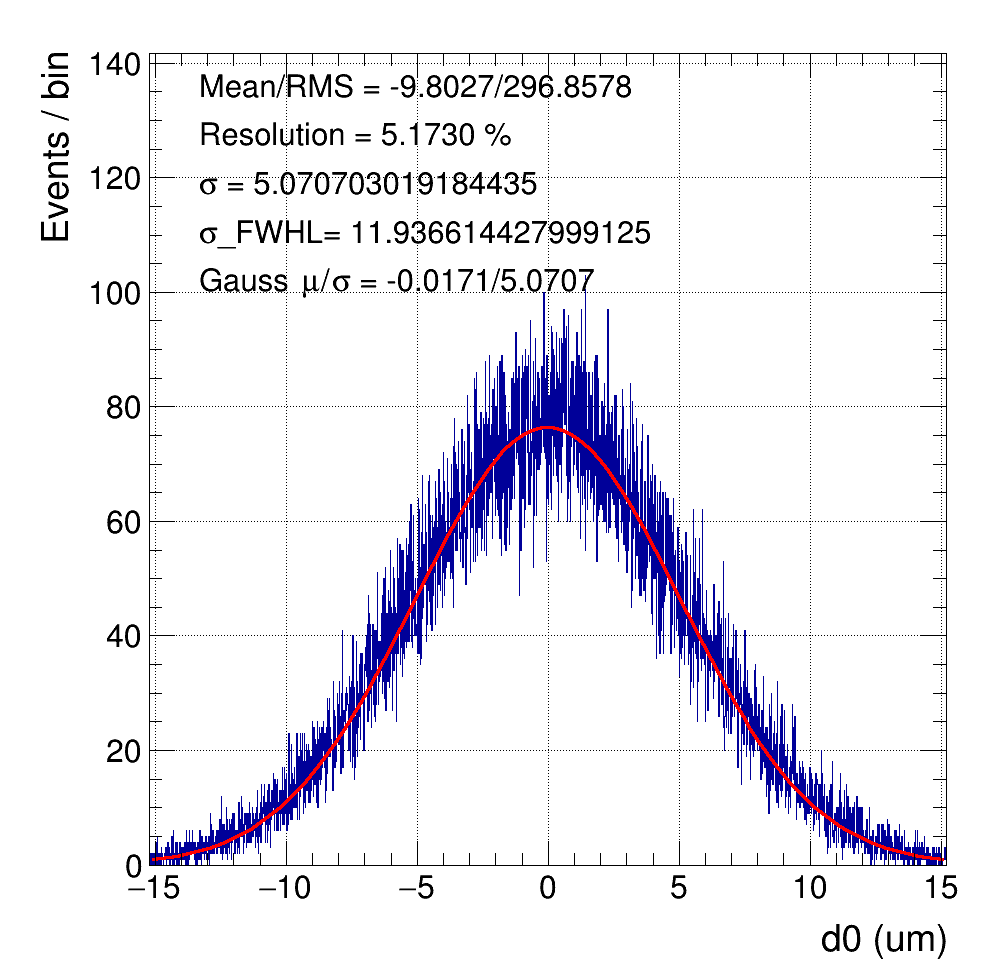 Events / bin
140
120
100
80
60
40
20
0
Mean/RMS = -9.8027/296.8578
Resolution = 5.1730 %
σ = 5.070703019184435
σ_FWHL= 11.936614427999125
Gauss μ/σ = -0.0171/5.0707
−15 −10 −5 0 5 10 15
d0 (um)